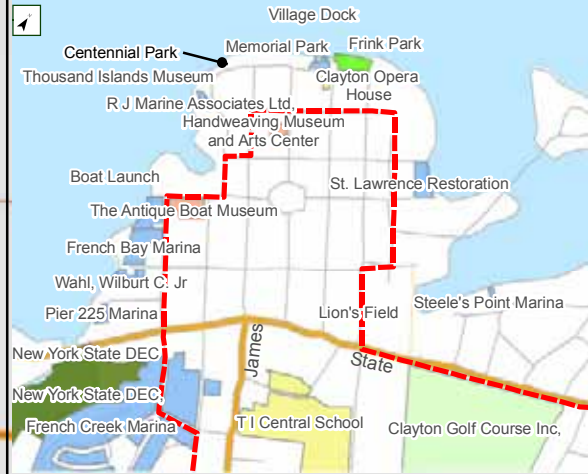 Village Dock
Memorial Park
Frink Park
Centennial Park
Thousand Islands Museum
Clayton Opera
House
R J Marine Associates Ltd,
Handweaving Museum
and Arts Center
Boat Launch
St. Lawrence Restoration
The Antique Boat Museum
French Bay Marina
Wahl, Wilburt C. Jr
Steele's Point Marina
Pier 225 Marina
Lion's Field
James
State
New York State DEC
New York State DEC,
T I Central School
French Creek Marina
Clayton Golf Course Inc,